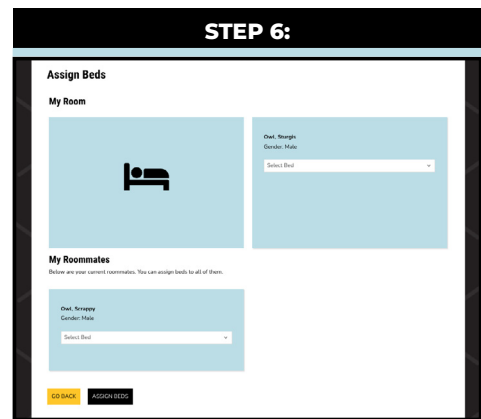 STEP 6:
Assign Beds
My Room
Owl, Sturgis
Gender: Male
Select Bed
My Roommates
Below are your current roommates. You can assign beds to all of them.
Owl, Scrappy
Gender: Male
Select Bed
GO BACK
ASSIGN BEDS